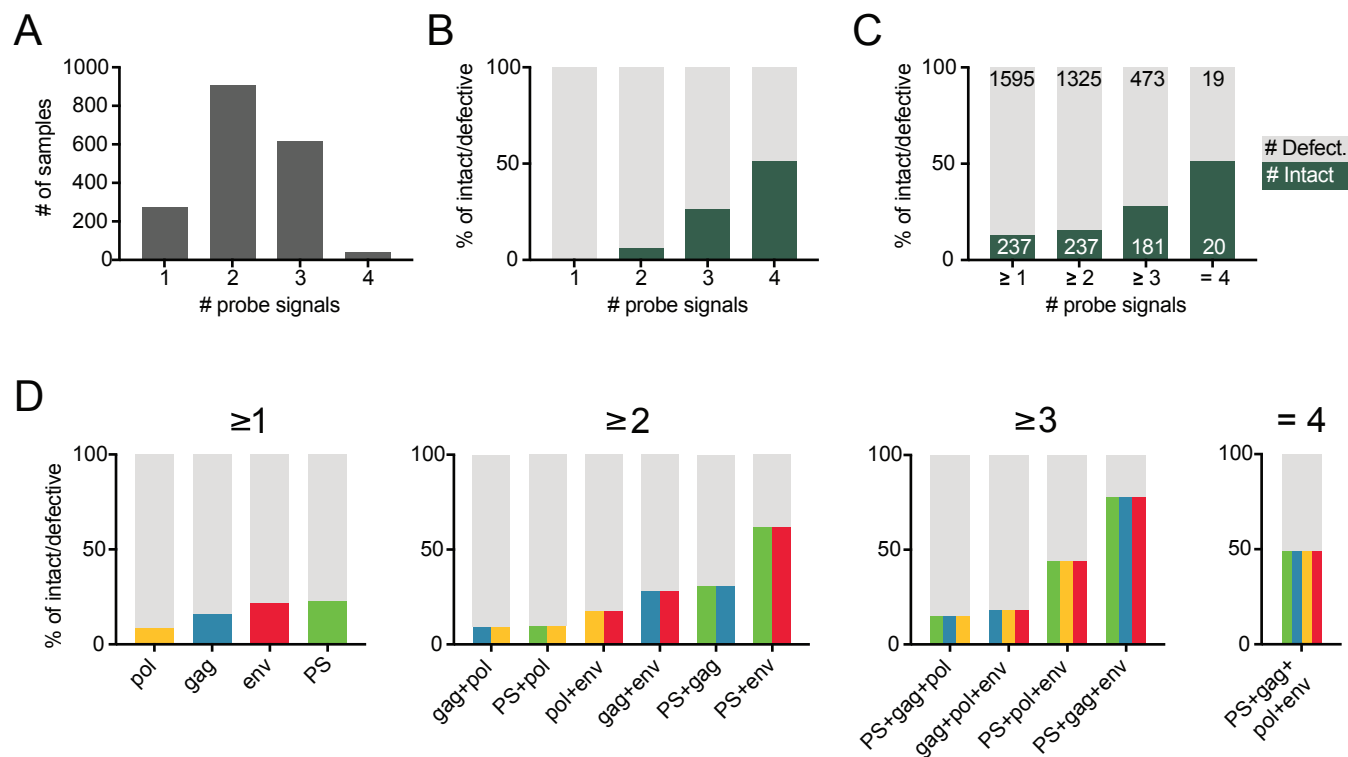 A
# of samples
1000
800
600
400
200
0
1 2 3 4
# probe signals
B
% of intact/defective
100
50
0
1 2 3 4
# probe signals
C
% of intact/defective
100
50
0
1595 1325 473 19
237 237 181 20
≥ 1 ≥ 2 ≥ 3 = 4
# probe signals
# Defect.
# Intact
D
≥1
% of intact/defective
100
50
0
pol gag env PS
≥2
100
50
0
gag+pol PS+pol pol+env gag+env PS+gag PS+env
≥3
100
50
0
PS+gag+pol gag+pol+env PS+pol+env PS+gag+env
= 4
100
50
0
PS+gag+
pol+env